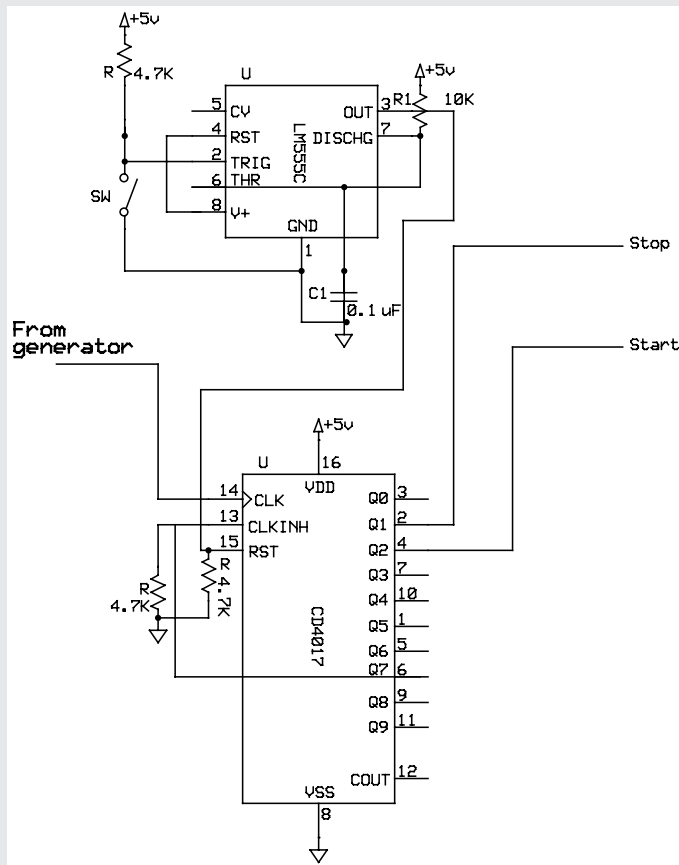 +5v
R 4.7K
U
+5v
R1 10K
5 CV
OUT 3
4 RST
DISCHG 7
LM555C
2 TRIG
6 THR
SW
8 V+
GND
1
Stop
C1
0.1 uF
From
generator
Start
+5v
U
16
VDD
14 CLK
Q0 3
13 CLKINH
Q1 2
15 RST
Q2 4
R
4.7K
R
4.7K
Q3 7
Q4 10
CD4017
Q5 1
Q6 5
Q7 6
Q8 9
Q9 11
COUT 12
VSS
8